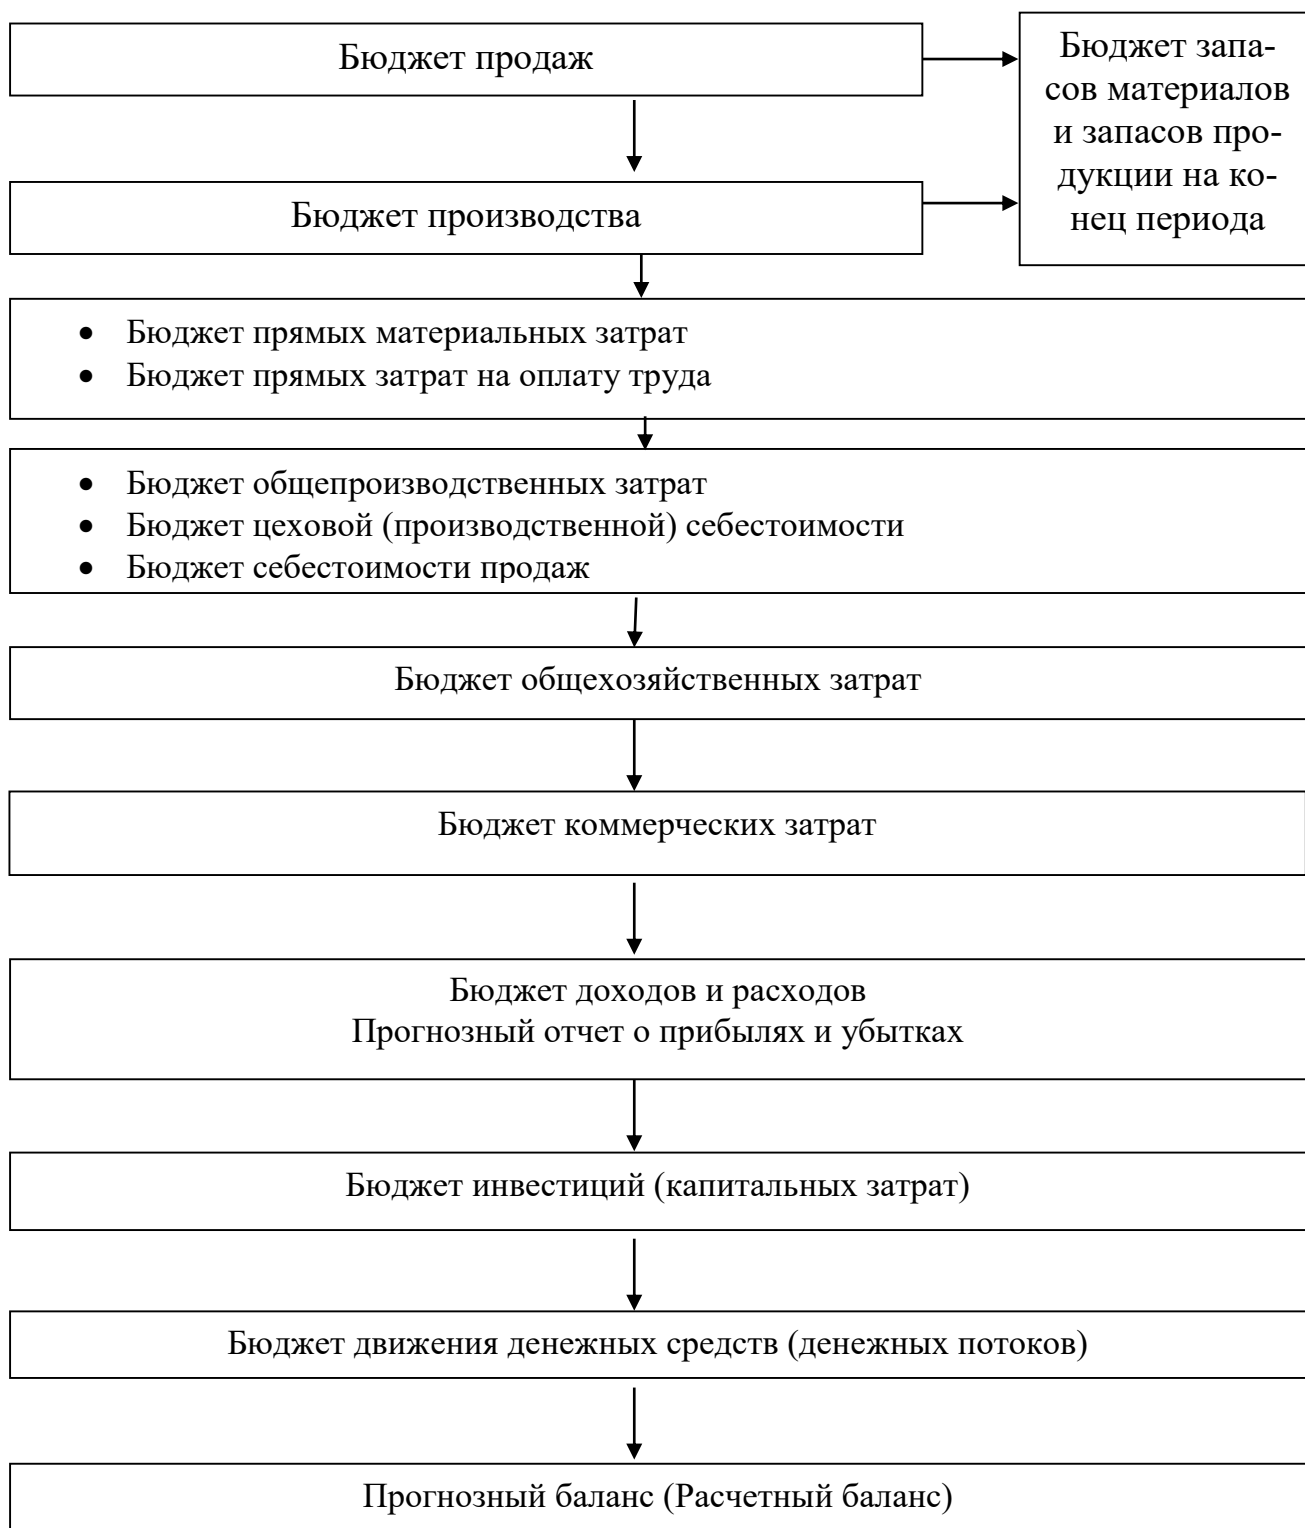 Бюджет продаж
Бюджет запа-
сов материалов
и запасов про-
дукции на ко-
нец периода
Бюджет производства
• Бюджет прямых материальных затрат
• Бюджет прямых затрат на оплату труда
• Бюджет общепроизводственных затрат
• Бюджет цеховой (производственной) себестоимости
• Бюджет себестоимости продаж
Бюджет общехозяйственных затрат
Бюджет коммерческих затрат
Бюджет доходов и расходов
Прогнозный отчет о прибылях и убытках
Бюджет инвестиций (капитальных затрат)
Бюджет движения денежных средств (денежных потоков)
Прогнозный баланс (Расчетный баланс)